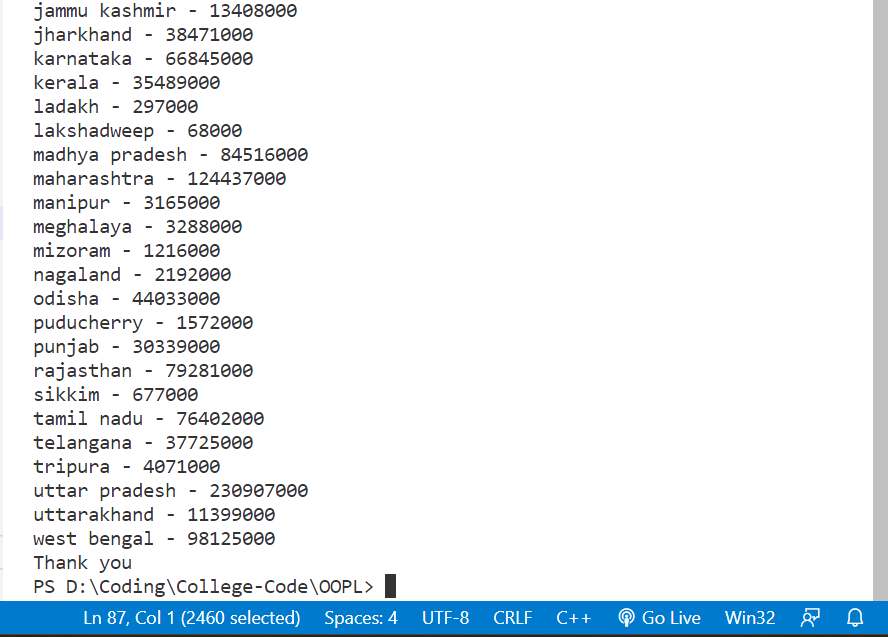 jammu kashmir - 13408000
jharkhand - 38471000
karnataka - 66845000
kerala - 35489000
ladakh - 297000
lakshadweep - 68000
madhya pradesh - 84516000
maharashtra - 124437000
manipur - 3165000
meghalaya - 3288000
mizoram - 1216000
nagaland - 2192000
odisha - 44033000
puducherry - 1572000
punjab - 30339000
rajasthan - 79281000
sikkim - 677000
tamil nadu - 76402000
telangana - 37725000
tripura - 4071000
uttar pradesh - 230907000
uttarakhand - 11399000
west bengal - 98125000
Thank you
PS D:\Coding\College-Code\OOPL>
Ln 87, Col 1 (2460 selected) Spaces: 4 UTF-8 CRLF C++ Go Live Win32